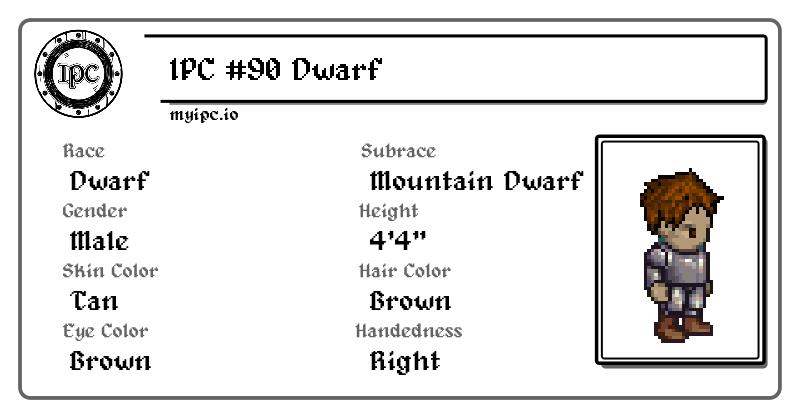 IPC
IPC #90 Dwarf
myipc.io
Race
Subrace
Dwarf
Mountain Dwarf
Gender
Height
Male
4'4"
Skin Color
Hair Color
Tan
Brown
Eye Color
Handedness
Brown
Right